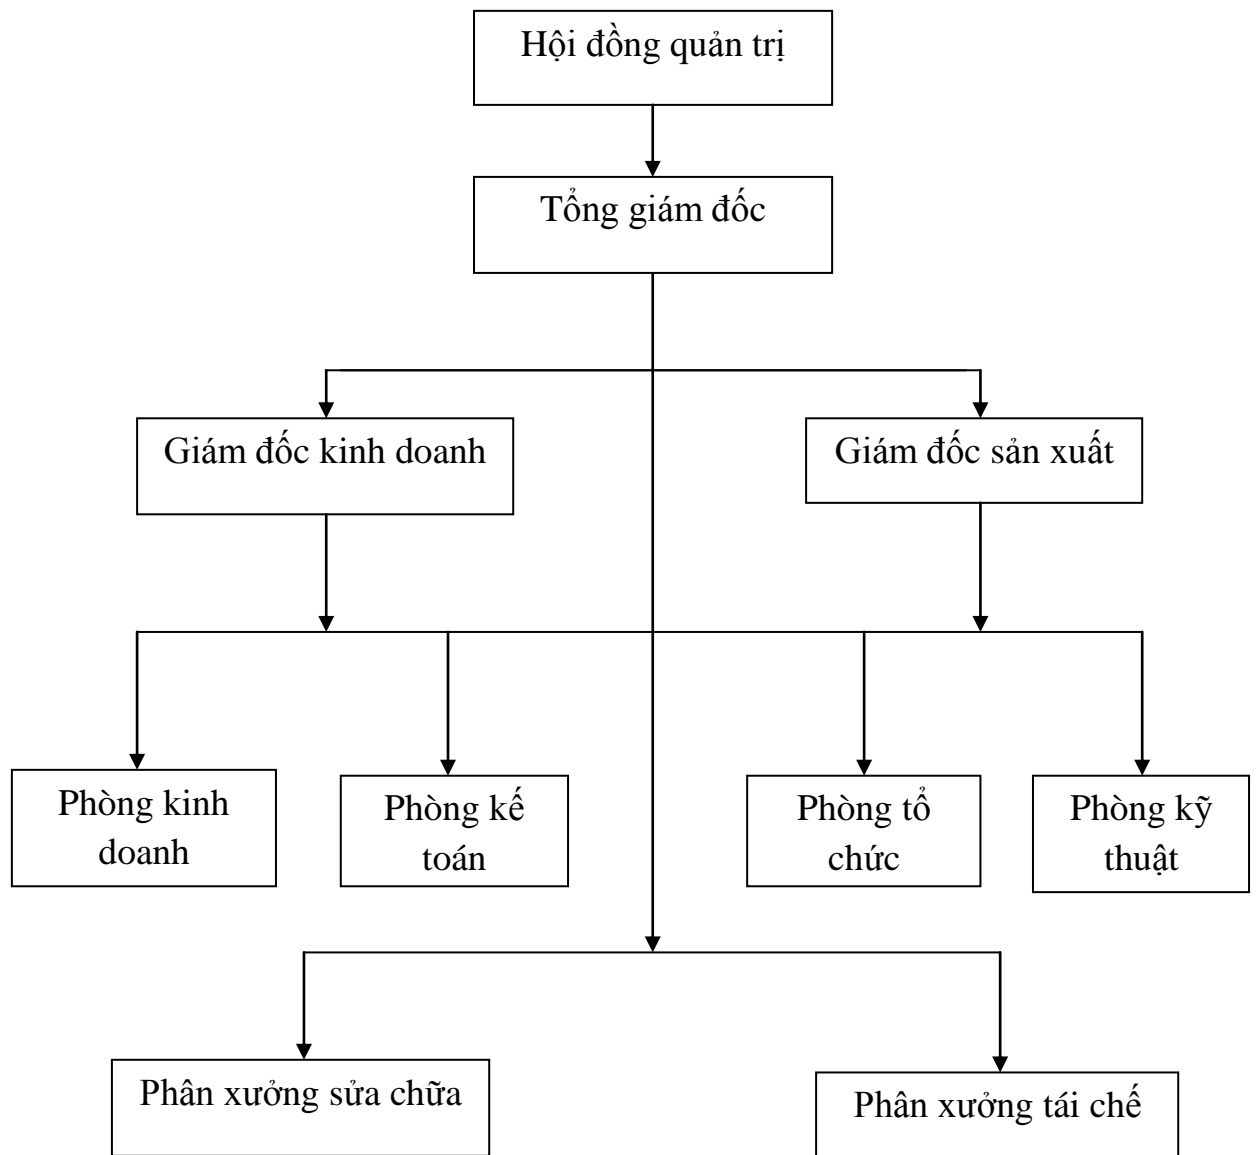 Hội đồng quản trị
Tổng giám đốc
Giám đốc kinh doanh
Giám đốc sản xuất
Phòng kinh
doanh
Phòng kế
toán
Phòng tổ
chức
Phòng kỹ
thuật
Phân xưởng sửa chữa
Phân xưởng tái chế